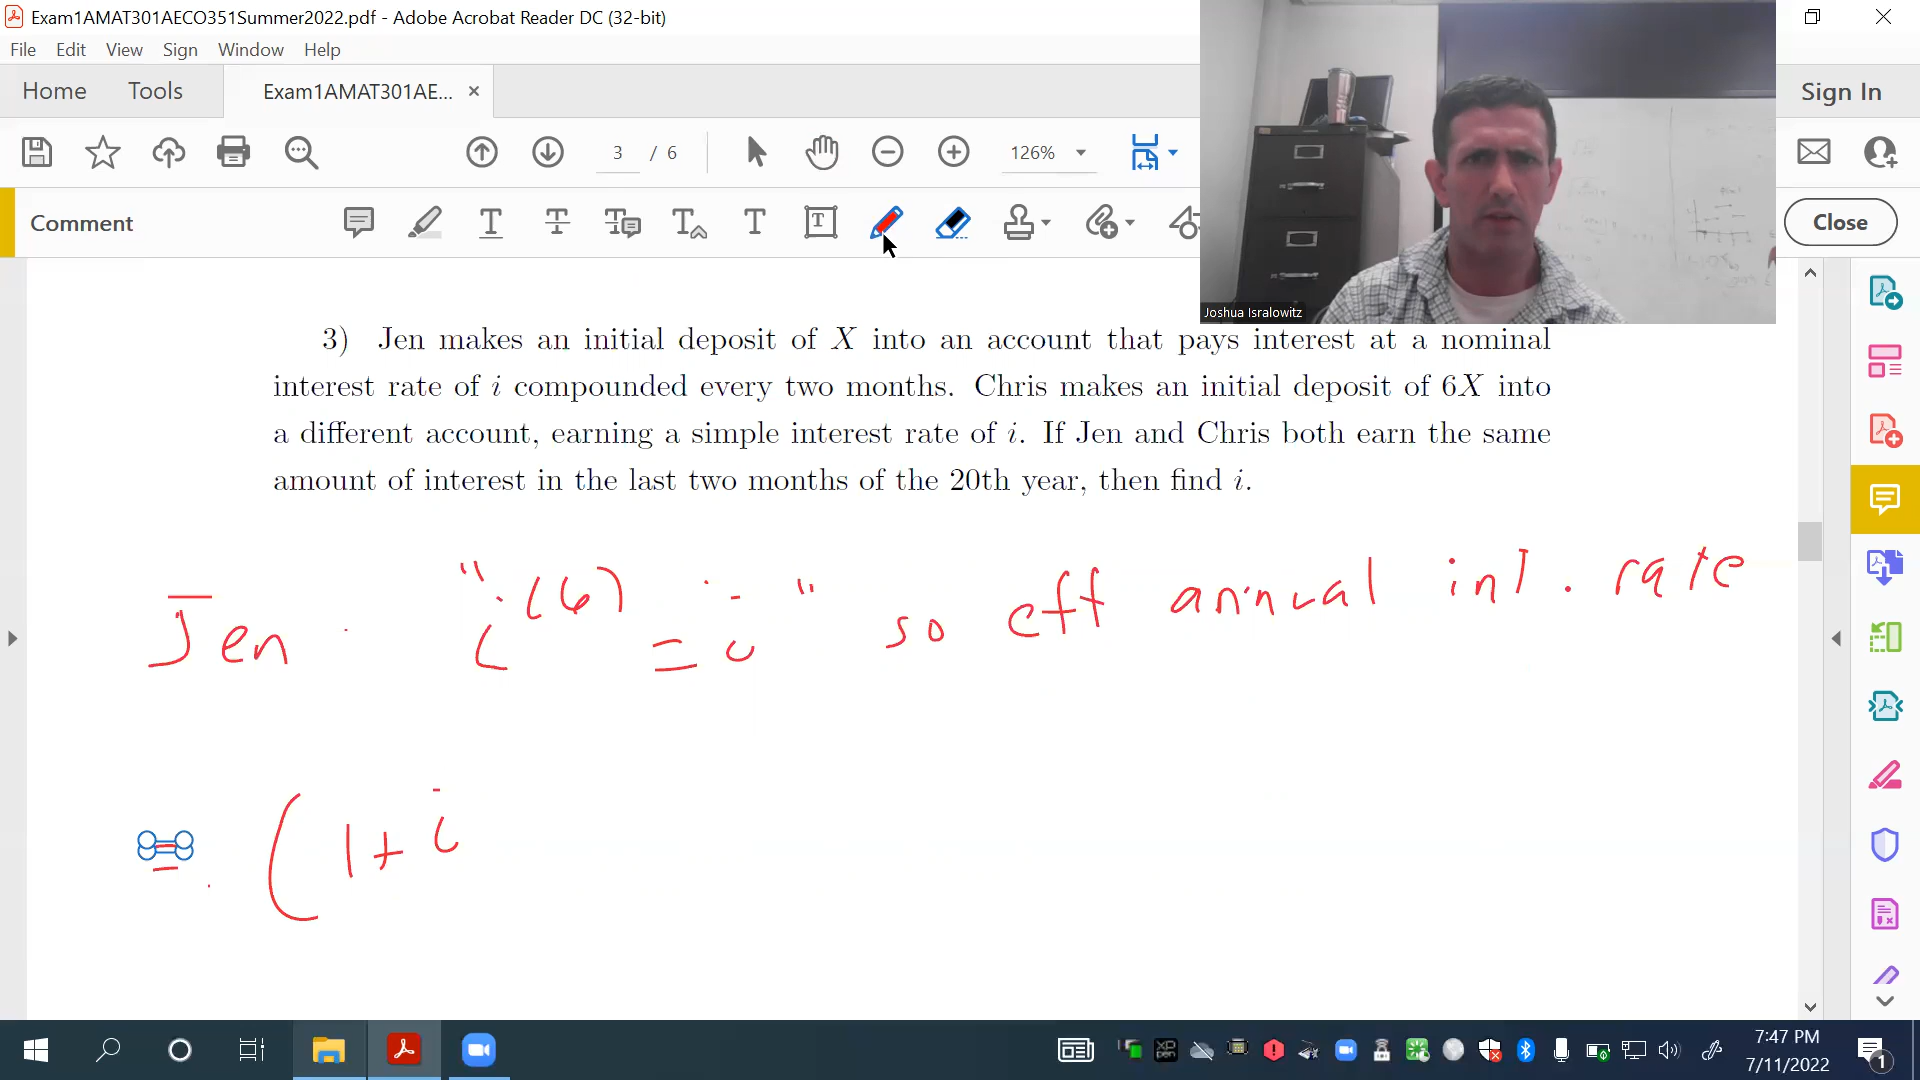 Exam1AMAT301AECO351Summer2022.pdf - Adobe Acrobat Reader DC (32-bit)
File Edit View Sign Window Help
Home Tools Exam1AMAT301AE... × Sign In
3 / 6 126%
Comment Close
Joshua Isralowitz
3) Jen makes an initial deposit of X into an account that pays interest at a nominal
interest rate of i compounded every two months. Chris makes an initial deposit of 6X into
a different account, earning a simple interest rate of i. If Jen and Chris both earn the same
amount of interest in the last two months of the 20th year, then find i.
Jen. "i(6) = i" so eff annual int. rate
= (1+i
7:47 PM
7/11/2022
1